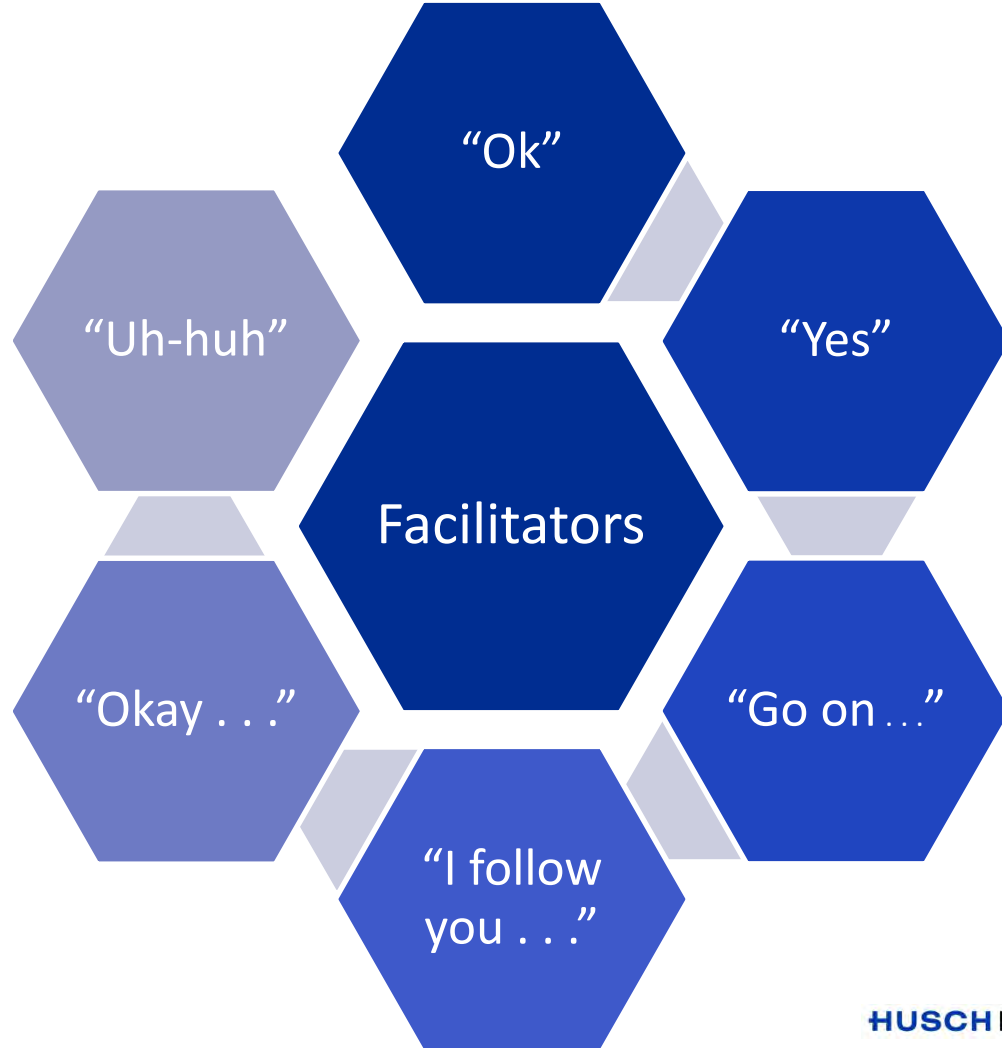 “Ok”
“Uh-huh”
“Yes”
Facilitators
“Okay . . .”
“Go on . . .”
“I follow
you . . .”
HUSCH